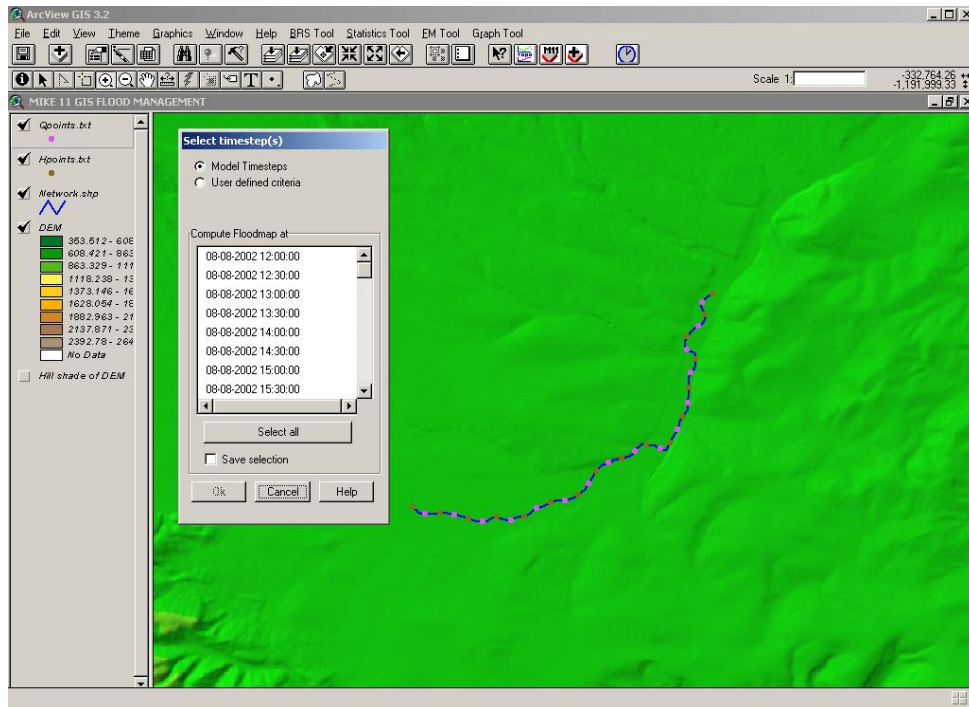 ArcView GIS 3.2
File Edit View Theme Graphics Window Help BRS Tool Statistics Tool FM Tool Graph Tool
Scale 1:
-332,764.26
-1,191,999.33
MIKE 11 GIS FLOOD MANAGEMENT
Qpoints.txt
Hpoints.txt
Network.shp
DEM
353.512 - 608
608.421 - 863
863.329 - 111
1118.238 - 13
1373.146 - 16
1628.054 - 18
1882.963 - 21
2137.871 - 23
2392.78 - 264
No Data
Hill shade of DEM
Select timestep(s)
Model Timesteps
User defined criteria
Compute Floodmap at
08-08-2002 12:00:00
08-08-2002 12:30:00
08-08-2002 13:00:00
08-08-2002 13:30:00
08-08-2002 14:00:00
08-08-2002 14:30:00
08-08-2002 15:00:00
08-08-2002 15:30:00
Select all
Save selection
Ok Cancel Help